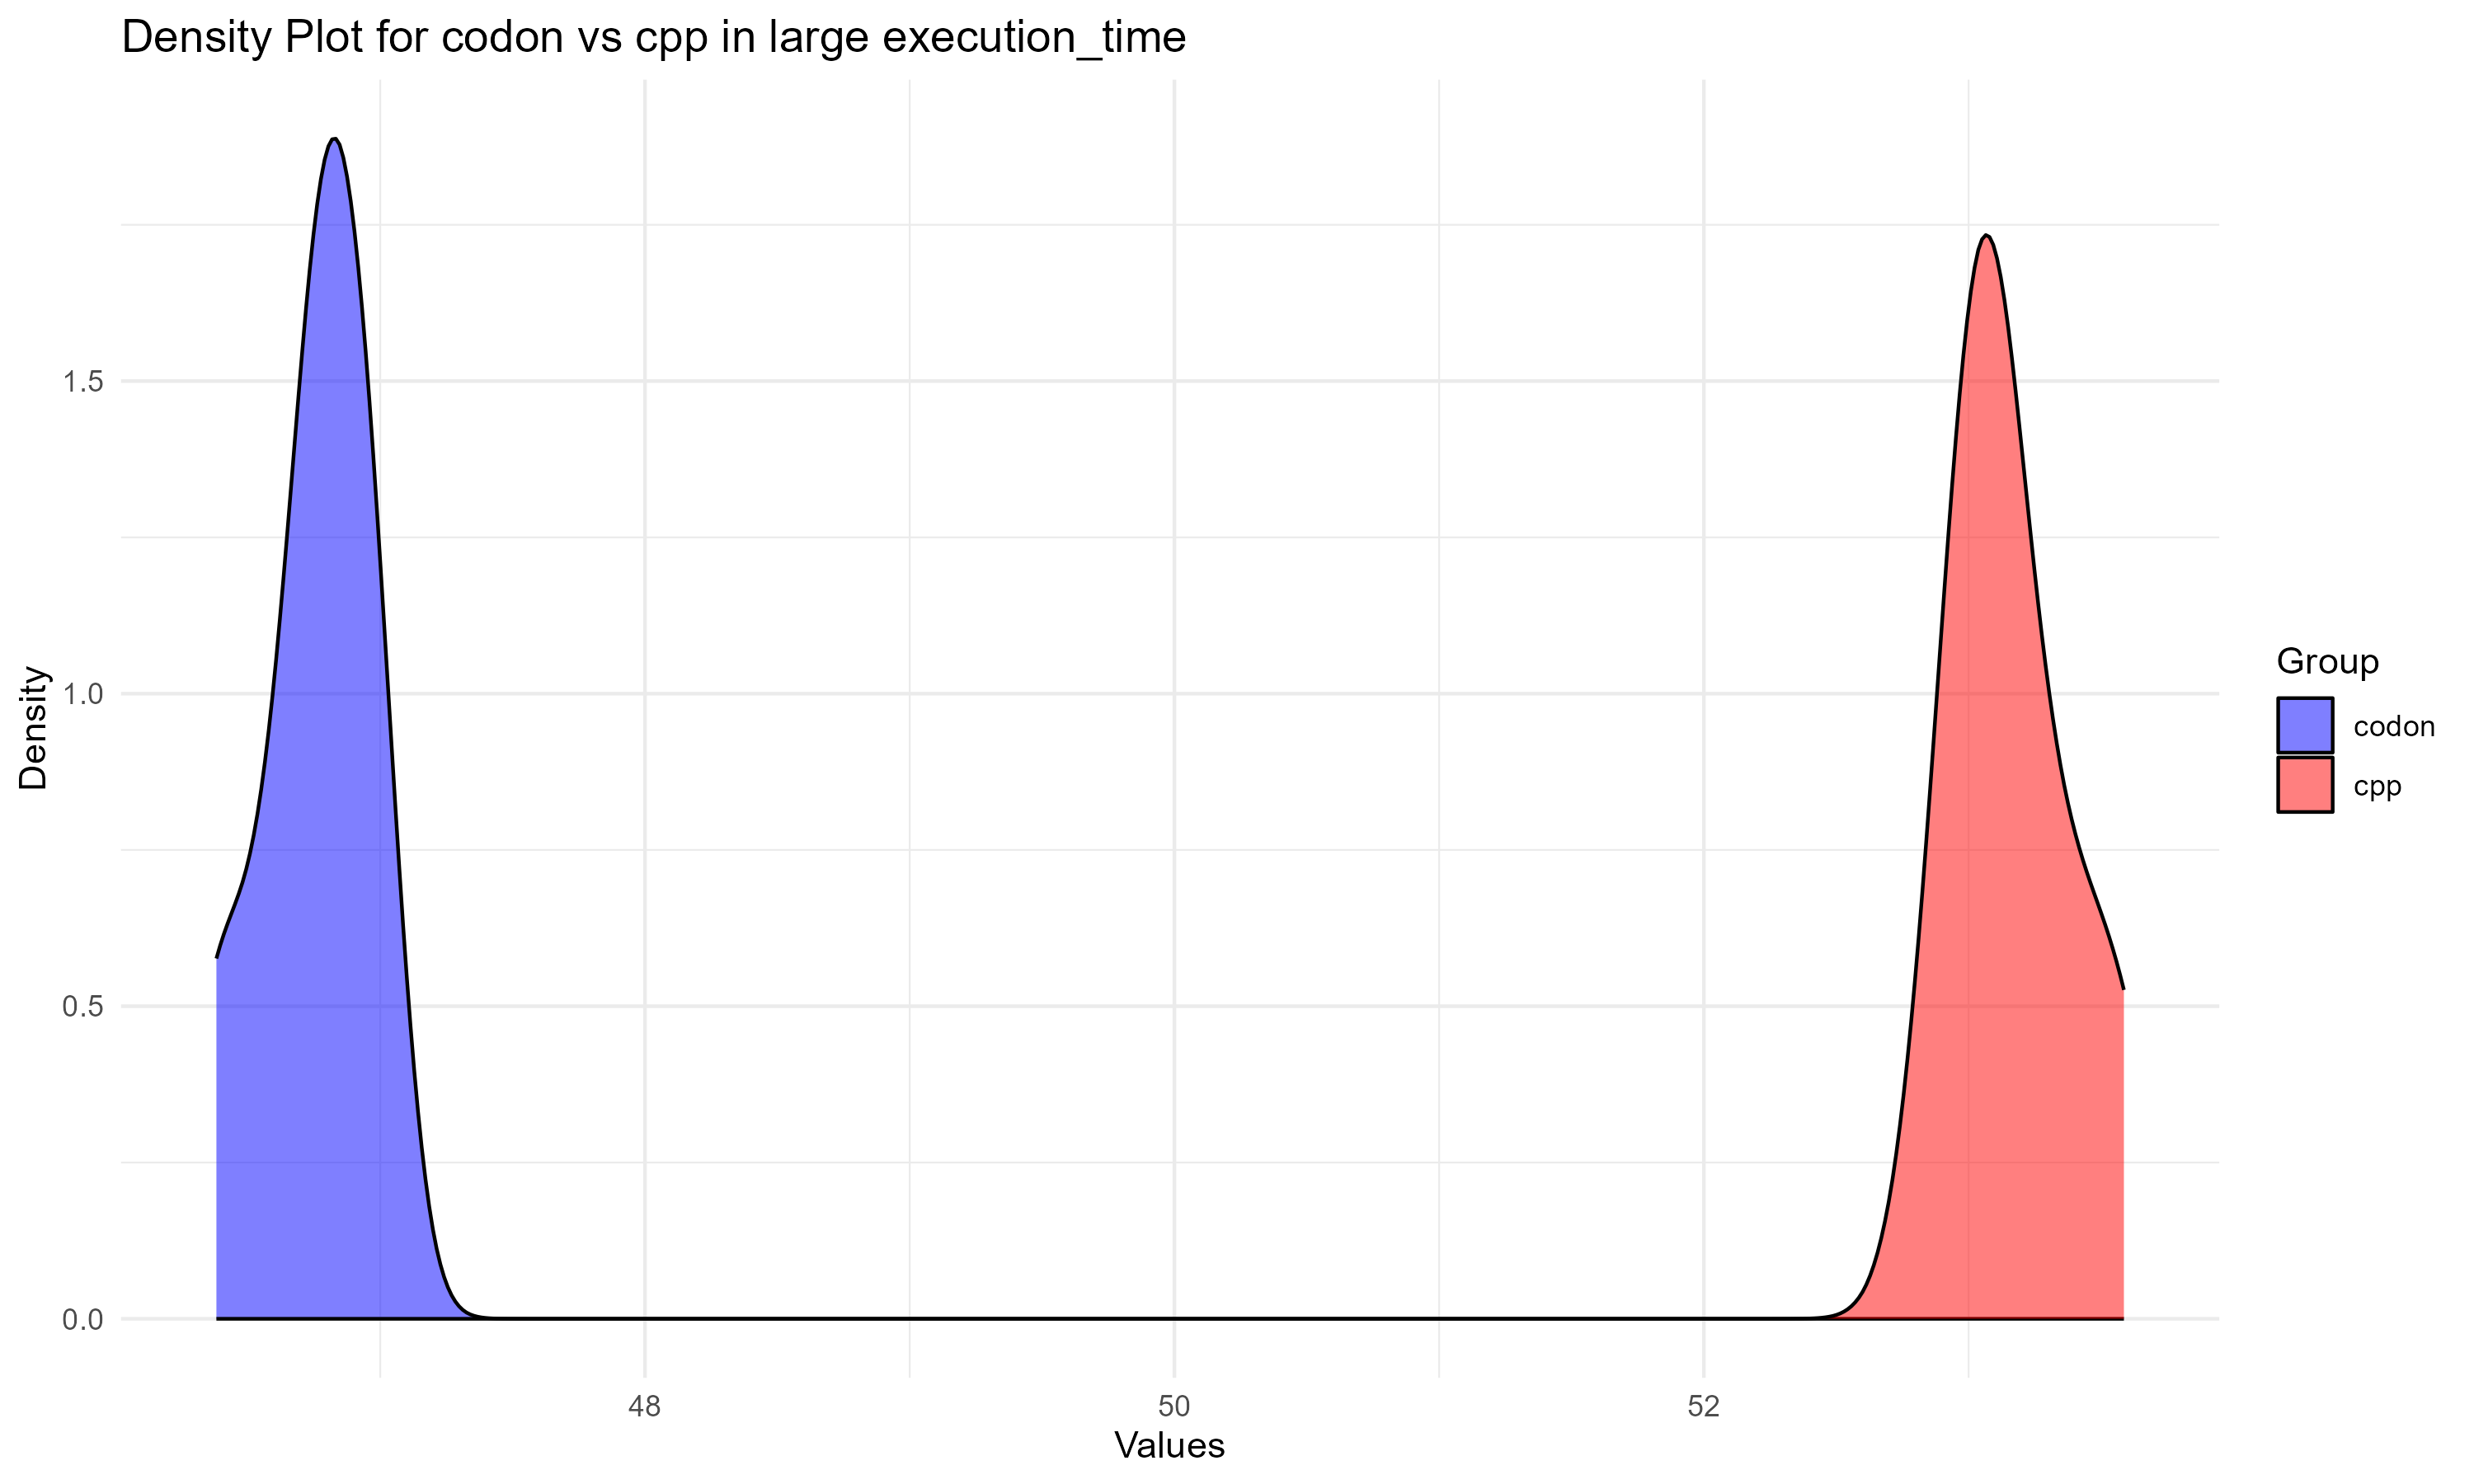 Density Plot for codon vs cpp in large execution_time
Density
1.5
1.0
0.5
0.0
48 50 52
Values
Group
codon
cpp